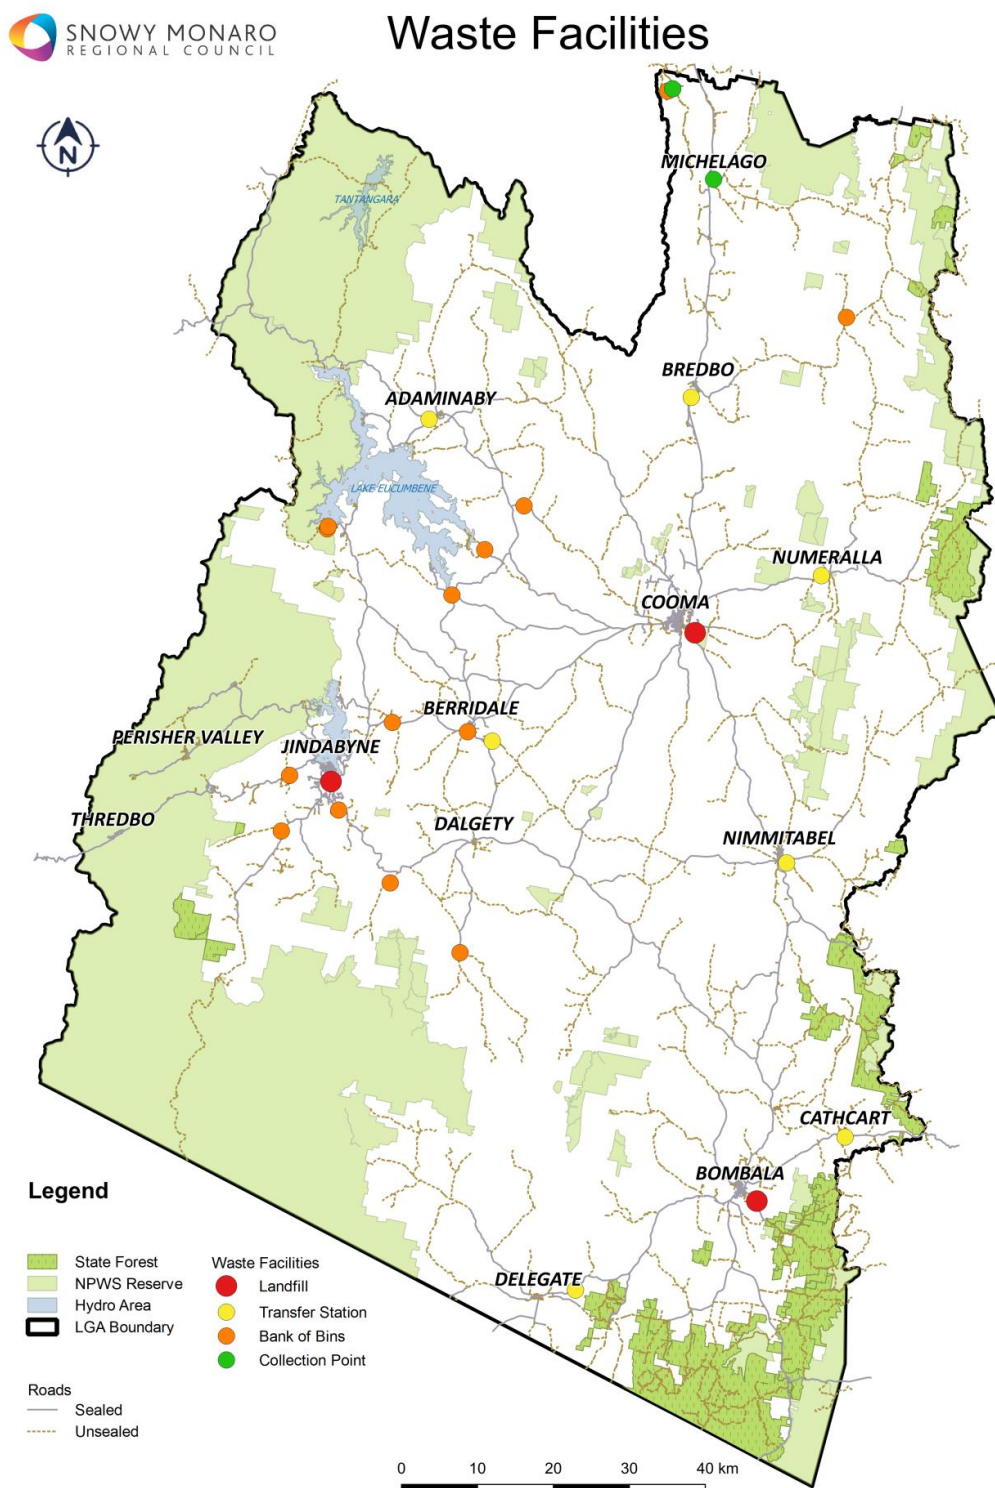 SNOWY MONARO
REGIONAL COUNCIL
Waste Facilities
N
MICHELAGO
TANTANGARA
BREDBO
ADAMINABY
LAKE EUCUMBENE
NUMERALLA
COOMA
BERRIDALE
PERISHER VALLEY
JINDABYNE
THREDBO
DALGETY
NIMMITABEL
CATHCART
BOMBALA
DELEGATE
Legend
State Forest
NPWS Reserve
Hydro Area
LGA Boundary
Waste Facilities
Landfill
Transfer Station
Bank of Bins
Collection Point
Roads
Sealed
Unsealed
0 10 20 30 40 km